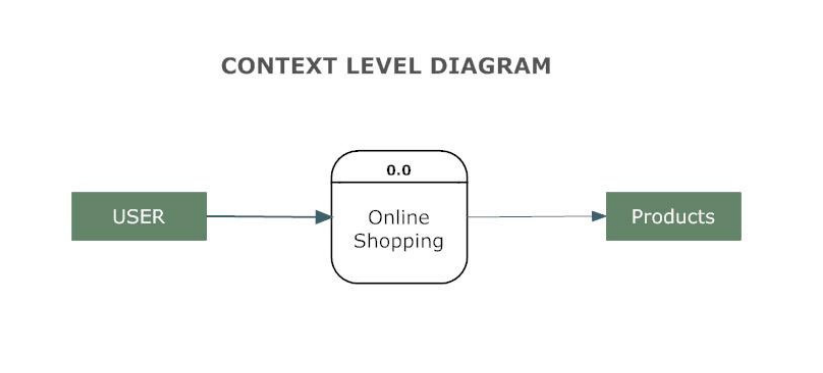 CONTEXT LEVEL DIAGRAM
0.0
USER
Online
Shopping
Products